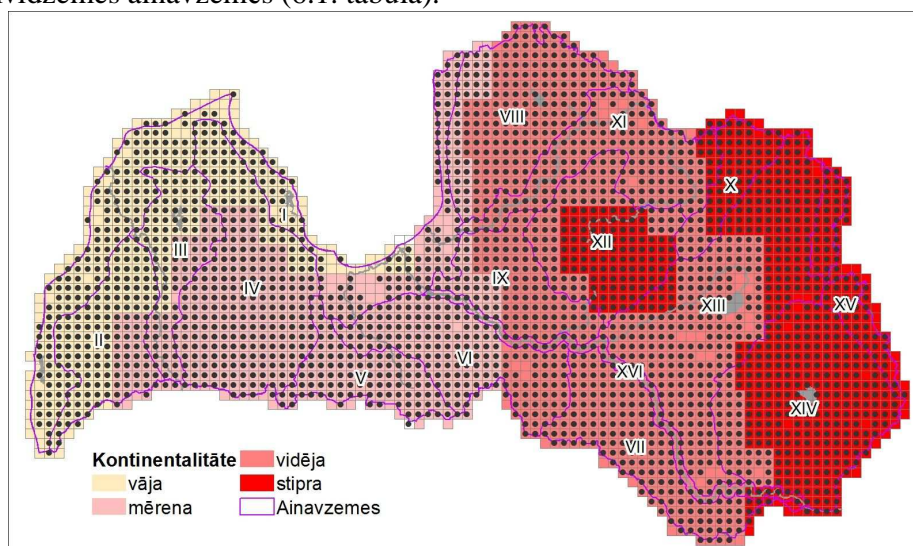 vidzemes ainavzemes (6.1. tabula).
VIII
XI
X
I
XII
III
IV
IX
XIII
XV
II
VI
V
XVI
XIV
VII
Kontinentalitāte
vāja
mērena
vidēja
stipra
Ainavzemes